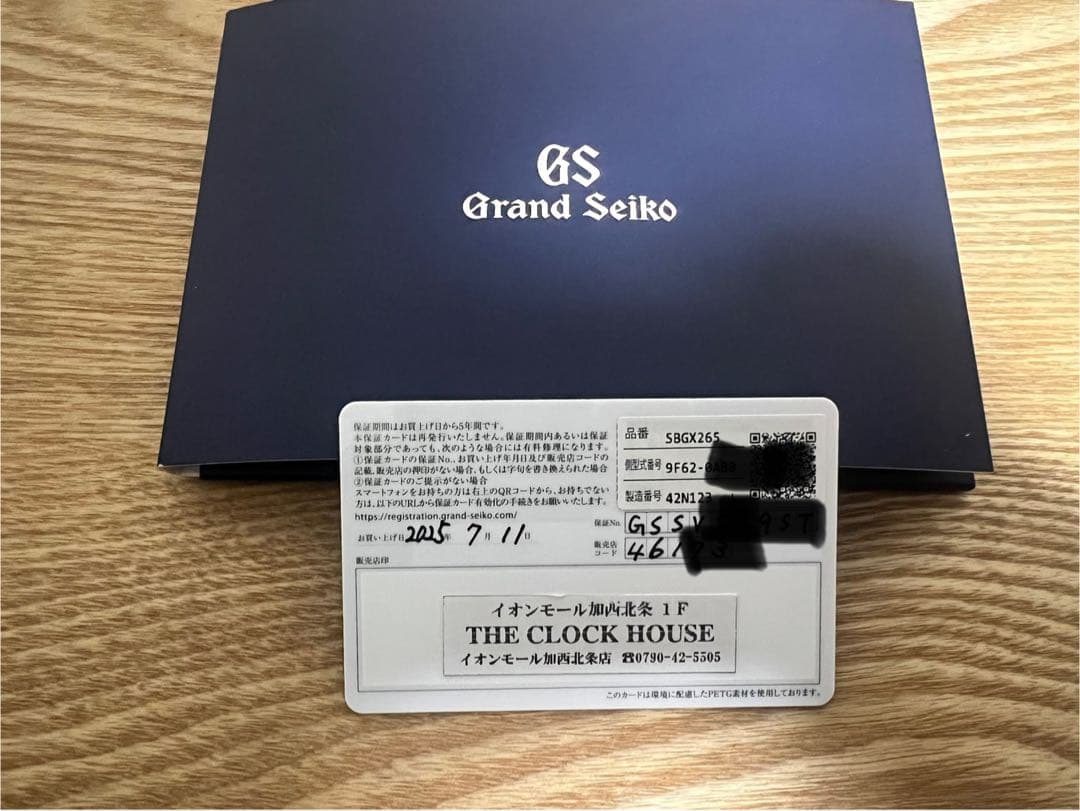 GS
Grand Seiko
保証期間はお買上げ日から5年間です。
本保証カードは再発行いたしません。保証期間内あるいは保証
対象部分であっても、次のような場合には有料修理になります。
①保証カードの保証No.、お買い上げ年月日及び販売店コードの
記載、販売店の押印がない場合、もしくは字句を書き換えられた場合
②保証カードのご提示がない場合
スマートフォンをお持ちの方は右上のQRコードから、お持ちでない
方は、以下のURLから保証カード有効化の手続きをお願いいたします。
https://registration.grand-seiko.com/
お買い上げ日 2025年 7月 11日
品番 SBGX265
側型式番号 9F62-0AB0
製造番号 42N123
保証No. GSSV 9ST
販売店コード 461
販売店印
イオンモール加西北条 1F
THE CLOCK HOUSE
イオンモール加西北条店 ☎0790-42-5305
このカードは環境に配慮したPETG素材を使用しております。